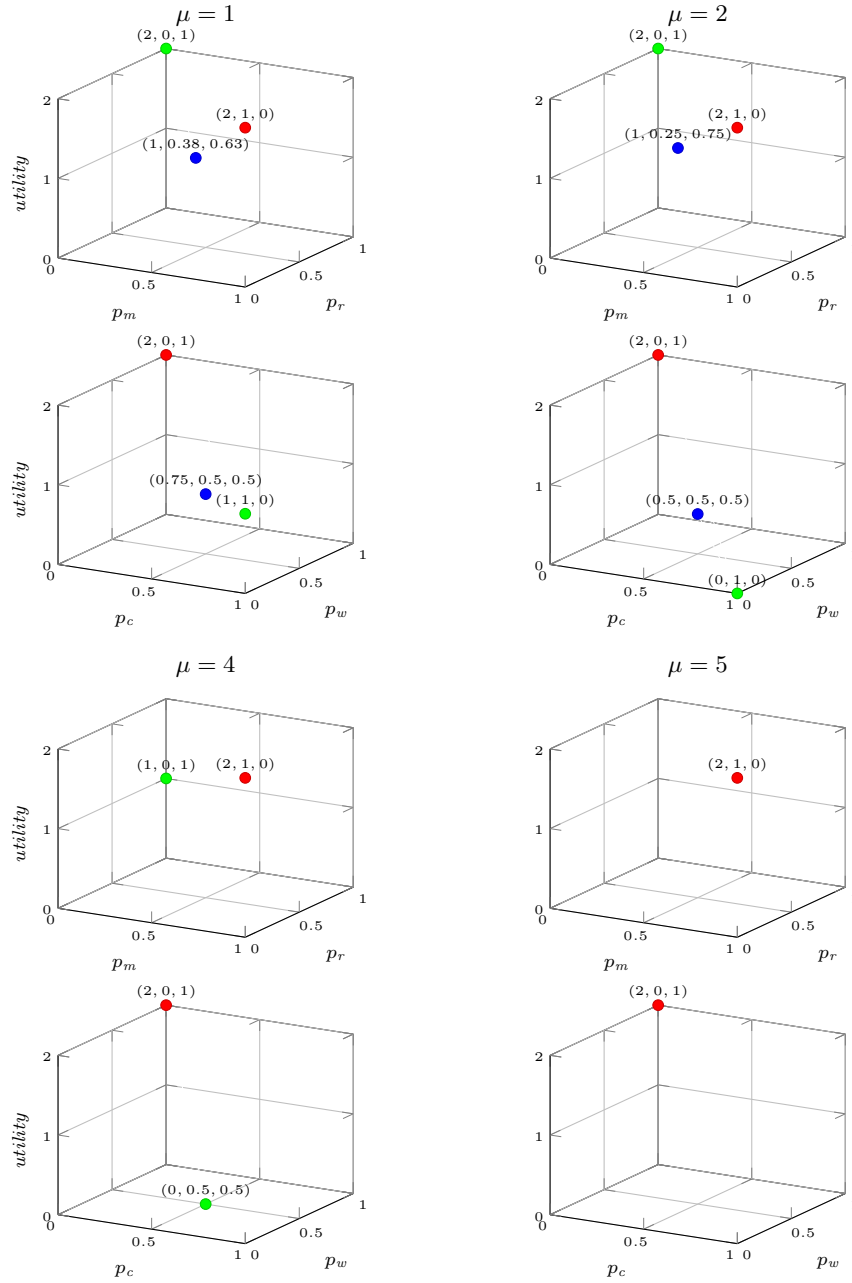 μ = 1
(2, 0, 1)
(2, 1, 0)
(1, 0.38, 0.63)
2
1
0
utility
0
0.5
1
0
0.5
1
p_m
p_r
μ = 2
(2, 0, 1)
(2, 1, 0)
(1, 0.25, 0.75)
2
1
0
0
0.5
1
0
0.5
p_m
p_r
(2, 0, 1)
(0.75, 0.5, 0.5)
(1, 1, 0)
2
1
0
utility
0
0.5
1
0
0.5
1
p_c
p_w
(2, 0, 1)
(0.5, 0.5, 0.5)
(0, 1, 0)
2
1
0
0
0.5
1
0
0.5
p_c
p_w
μ = 4
(1, 0, 1)
(2, 1, 0)
2
1
0
utility
0
0.5
1
0
0.5
1
p_m
p_r
μ = 5
(2, 1, 0)
2
1
0
0
0.5
1
0
0.5
p_m
p_r
(2, 0, 1)
(0, 0.5, 0.5)
2
1
0
utility
0
0.5
1
0
0.5
1
p_c
p_w
(2, 0, 1)
2
1
0
0
0.5
1
0
0.5
p_c
p_w